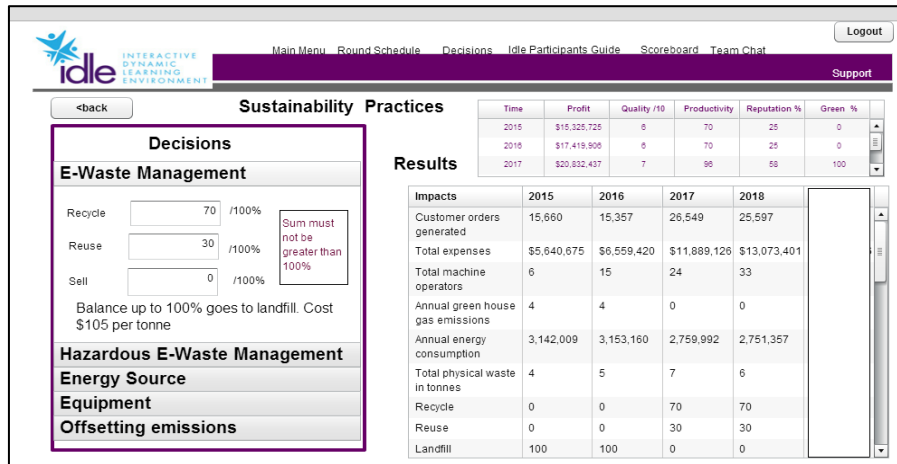 Logout
idle INTERACTIVE
DYNAMIC
LEARNING
ENVIRONMENT
Main Menu Round Schedule Decisions Idle Participants Guide Scoreboard Team Chat
Support
<back
Sustainability Practices
Decisions
E-Waste Management
Recycle 70 /100%
Reuse 30 /100%
Sell 0 /100%
Sum must
not be
greater than
100%
Balance up to 100% goes to landfill. Cost
$105 per tonne
Hazardous E-Waste Management
Energy Source
Equipment
Offsetting emissions
Results
Time Profit Quality /10 Productivity Reputation % Green %
2015 $15,325,725 6 70 25 0
2016 $17,419,906 6 70 25 0
2017 $20,832,437 7 96 58 100
Impacts 2015 2016 2017 2018
Customer orders
generated 15,660 15,357 26,549 25,597
Total expenses $5,640,675 $6,559,420 $11,889,126 $13,073,401
Total machine
operators 6 15 24 33
Annual green house
gas emissions 4 4 0 0
Annual energy
consumption 3,142,009 3,153,160 2,759,992 2,751,357
Total physical waste
in tonnes 4 5 7 6
Recycle 0 0 70 70
Reuse 0 0 30 30
Landfill 100 100 0 0